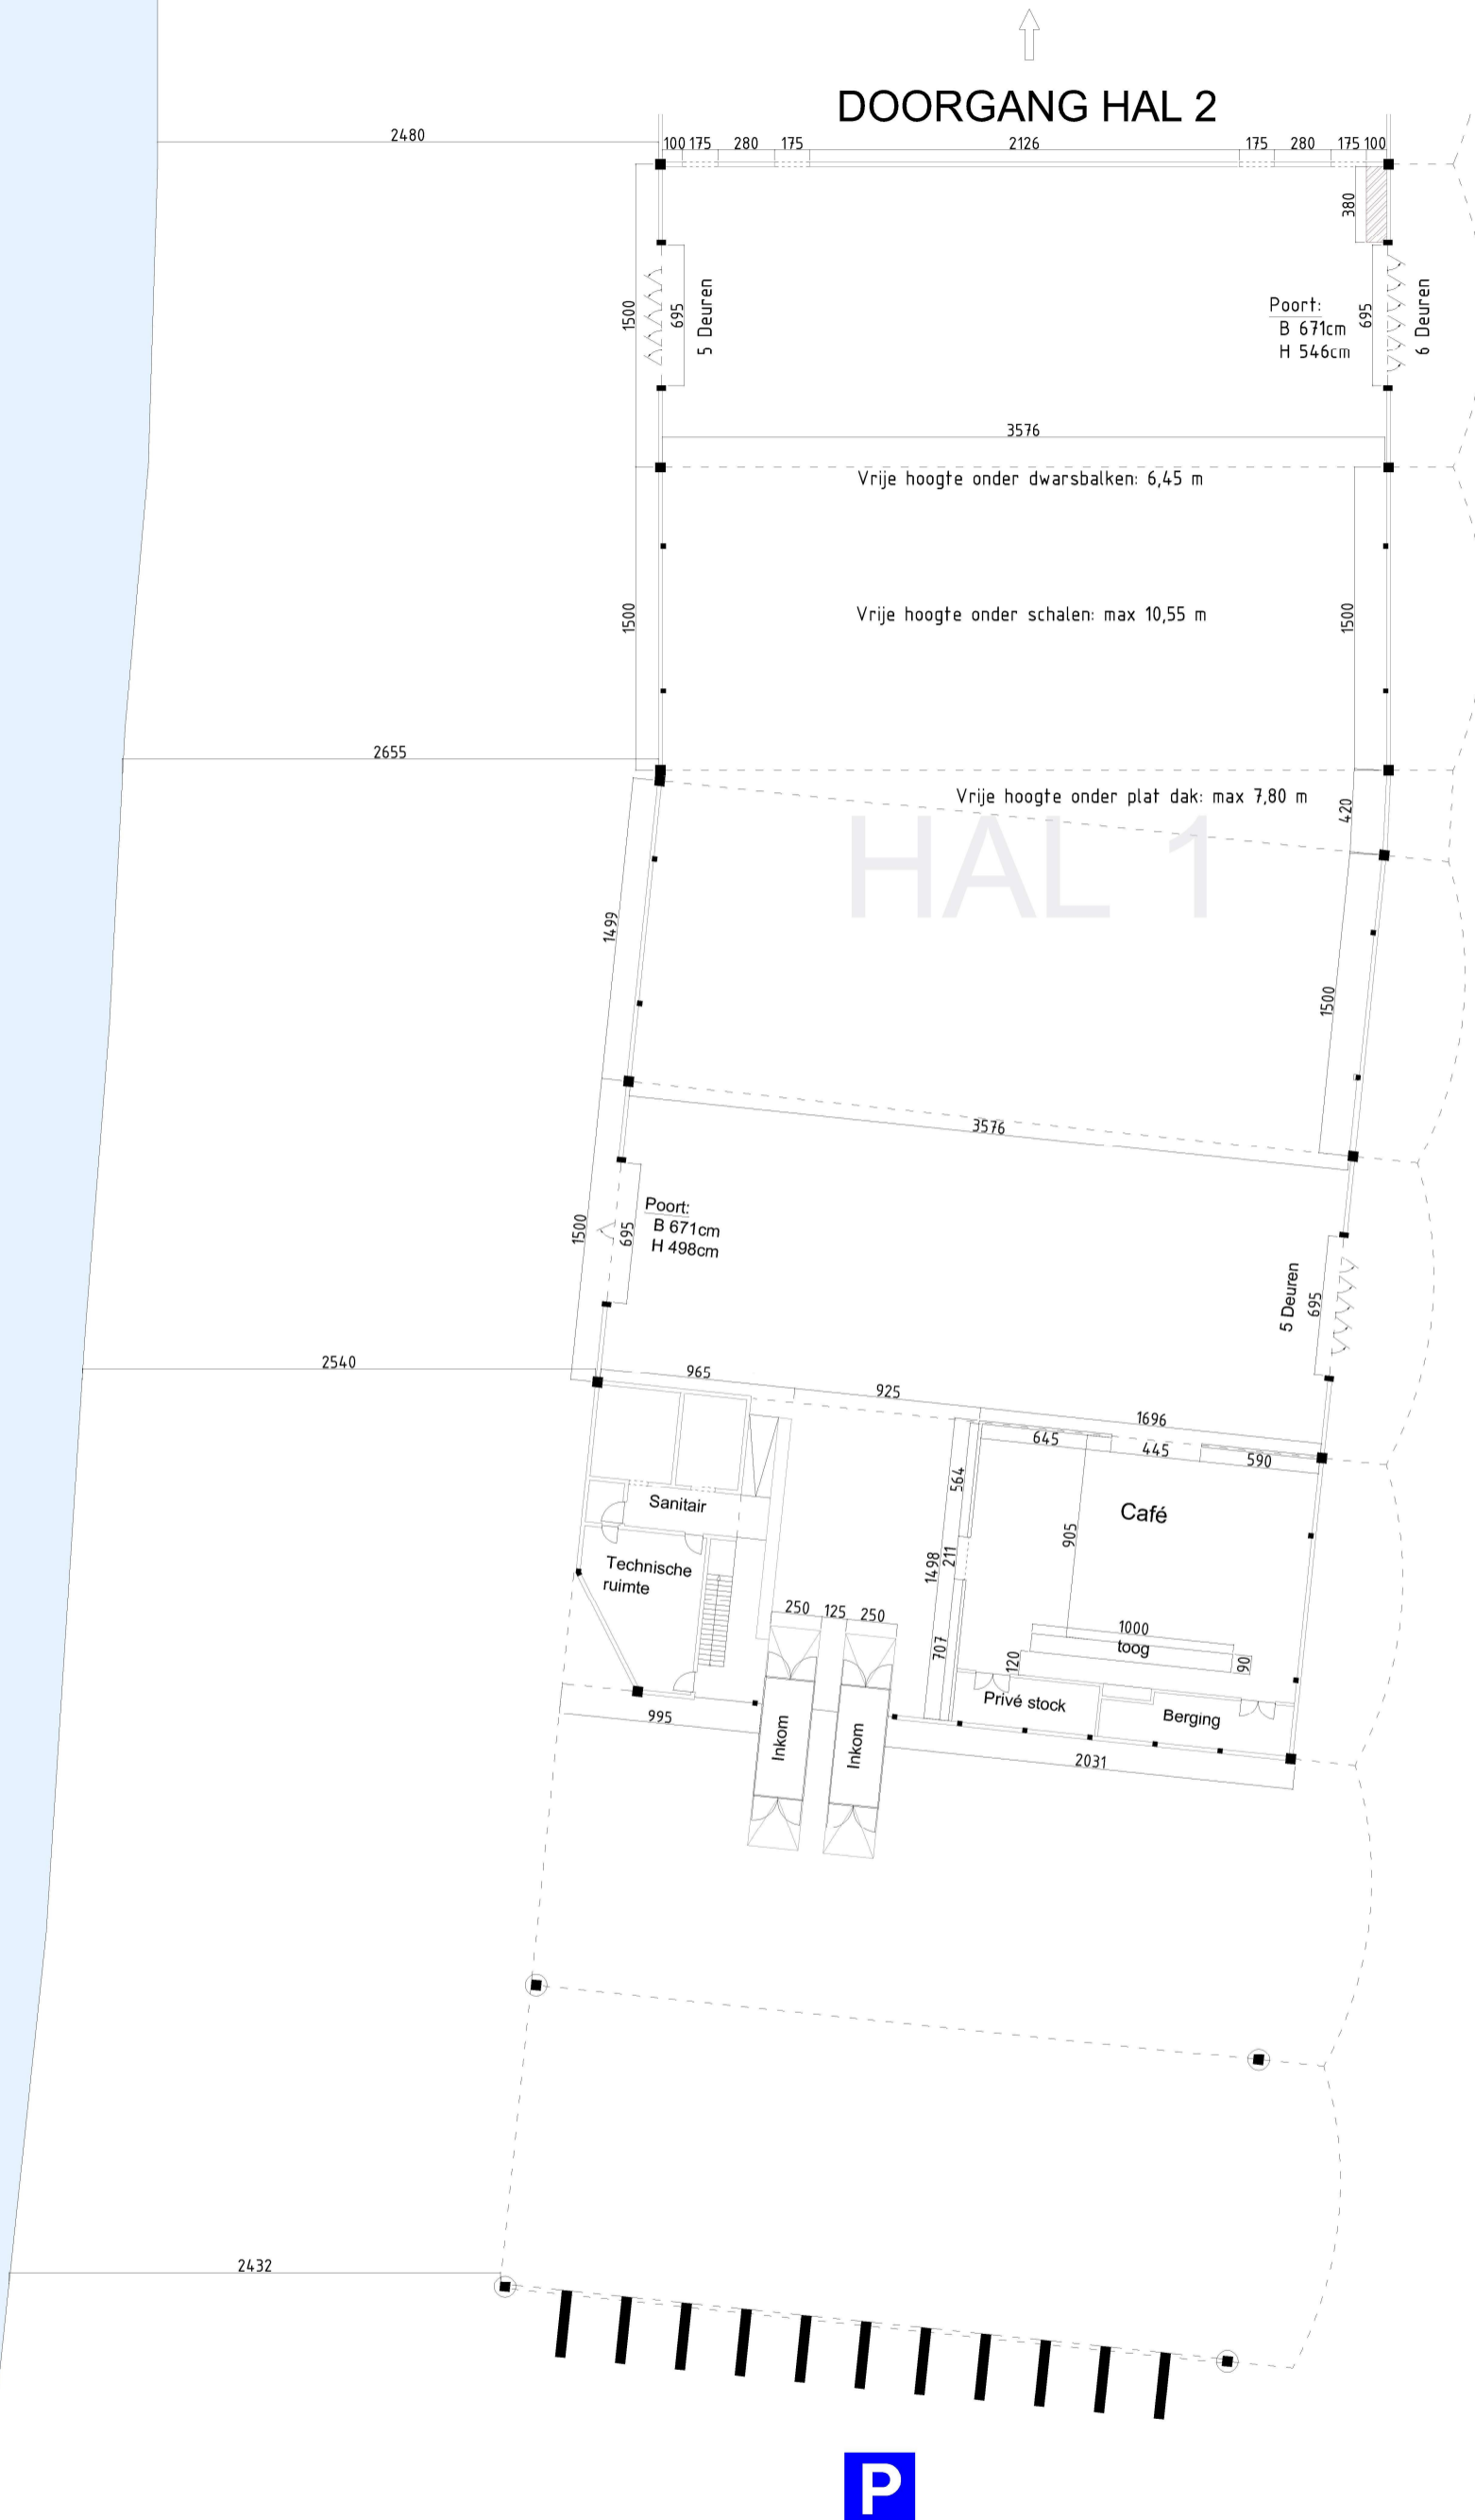 DOORGANG HAL 2
2480
100 175 280 175 2126 175 280 175 100
380
1500
695
5 Deuren
Poort:
B 671cm
H 546cm
695
6 Deuren
3576
Vrije hoogte onder dwarsbalken: 6,45 m
1500
Vrije hoogte onder schalen: max 10,55 m
1500
2655
Vrije hoogte onder plat dak: max 7,80 m
420
HAL 1
1499
1500
3576
1500
695
Poort:
B 671cm
H 498cm
5 Deuren
695
2540
965
925
1696
645
445
590
564
Sanitair
Café
905
211
1498
Technische
ruimte
250 125 250
707
1000
toog
120
90
Privé stock
Berging
995
Inkom
Inkom
2031
2432
P